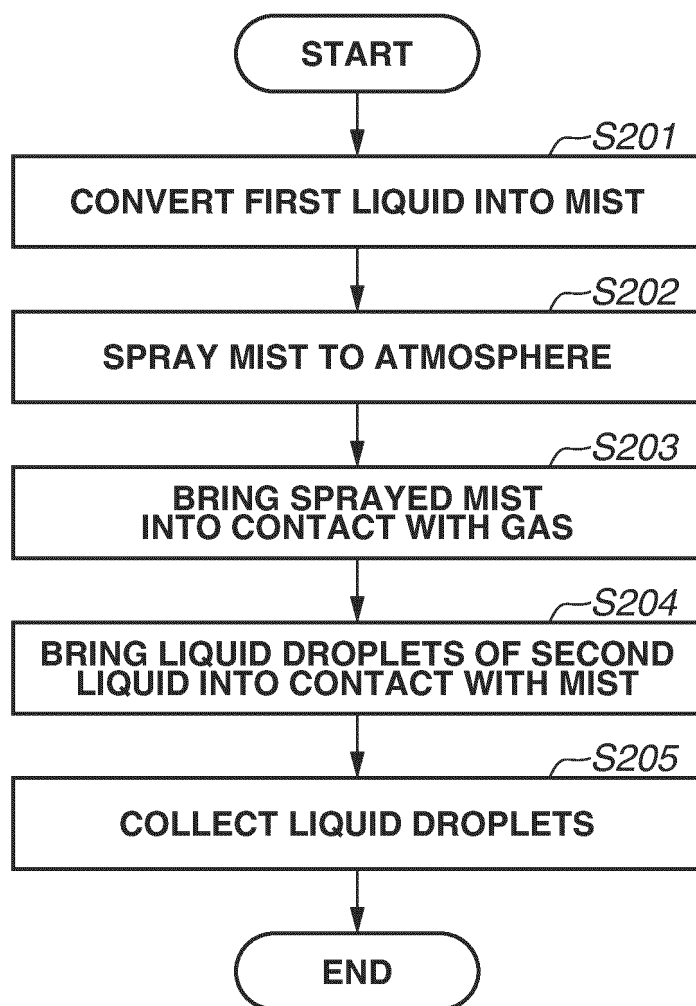 START
S201
CONVERT FIRST LIQUID INTO MIST
S202
SPRAY MIST TO ATMOSPHERE
S203
BRING SPRAYED MIST
INTO CONTACT WITH GAS
S204
BRING LIQUID DROPLETS OF SECOND
LIQUID INTO CONTACT WITH MIST
S205
COLLECT LIQUID DROPLETS
END